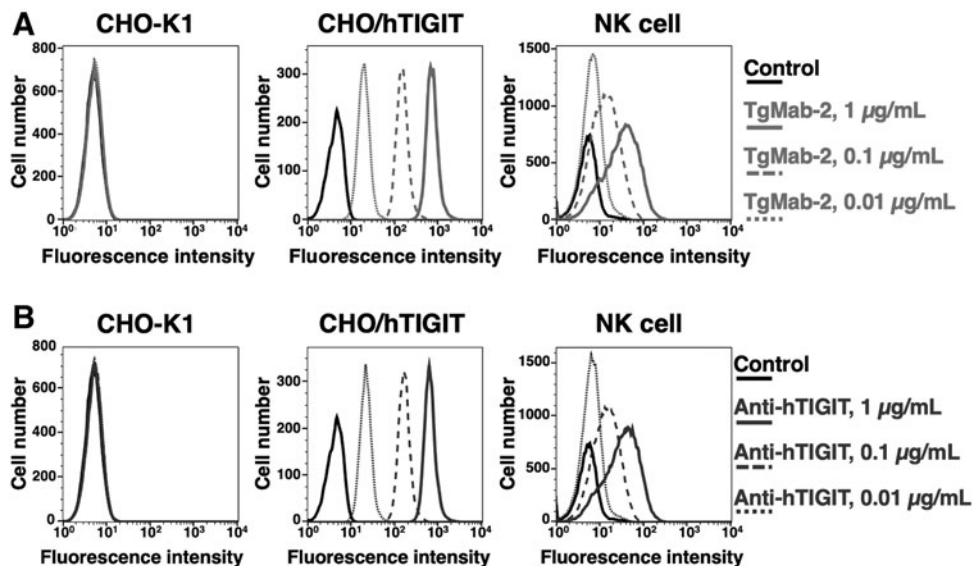 A
CHO-K1
CHO/hTIGIT
NK cell
Cell number
800
600
400
200
0
10⁰ 10¹ 10² 10³ 10⁴
Fluorescence intensity
Cell number
300
200
100
0
10⁰ 10¹ 10² 10³ 10⁴
Fluorescence intensity
Cell number
1500
1000
500
0
10⁰ 10¹ 10² 10³ 10⁴
Fluorescence intensity
Control
TgMab-2, 1 µg/mL
TgMab-2, 0.1 µg/mL
TgMab-2, 0.01 µg/mL
B
CHO-K1
CHO/hTIGIT
NK cell
Cell number
800
600
400
200
0
10⁰ 10¹ 10² 10³ 10⁴
Fluorescence intensity
Cell number
300
200
100
0
10⁰ 10¹ 10² 10³ 10⁴
Fluorescence intensity
Cell number
1500
1000
500
0
10⁰ 10¹ 10² 10³ 10⁴
Fluorescence intensity
Control
Anti-hTIGIT, 1 µg/mL
Anti-hTIGIT, 0.1 µg/mL
Anti-hTIGIT, 0.01 µg/mL